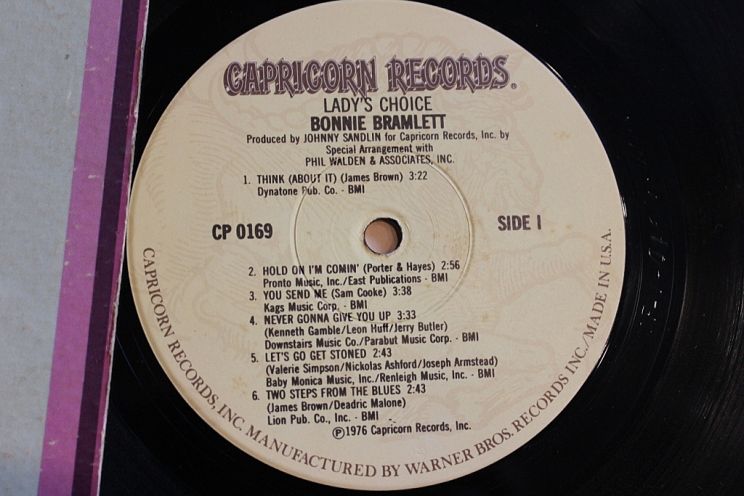 CAPRICORN RECORDS®
LADY'S CHOICE
BONNIE BRAMLETT
Produced by JOHNNY SANDLIN for Capricorn Records, Inc. by
Special Arrangement with
PHIL WALDEN & ASSOCIATES, INC.
1. THINK (ABOUT IT) (James Brown) 3:22
Dynatone Pub. Co. - BMI
CP 0169
SIDE I
2. HOLD ON I'M COMIN' (Porter & Hayes) 2:56
Pronto Music, Inc./East Publications - BMI
3. YOU SEND ME (Sam Cooke) 3:38
Kags Music Corp. - BMI
4. NEVER GONNA GIVE YOU UP 3:33
(Kenneth Gamble/Leon Huff/Jerry Butler)
Downstairs Music Co./Parabut Music Corp. - BMI
5. LET'S GO GET STONED 2:43
(Valerie Simpson/Nickolas Ashford/Joseph Armstead)
Baby Monica Music, Inc./Renleigh Music, Inc. - BMI
6. TWO STEPS FROM THE BLUES 2:43
(James Brown/Deadric Malone)
Lion Pub. Co., Inc. - BMI
Ⓟ1976 Capricorn Records, Inc.
CAPRICORN RECORDS, INC. MANUFACTURED BY WARNER BROS. RECORDS INC./MADE IN U.S.A.